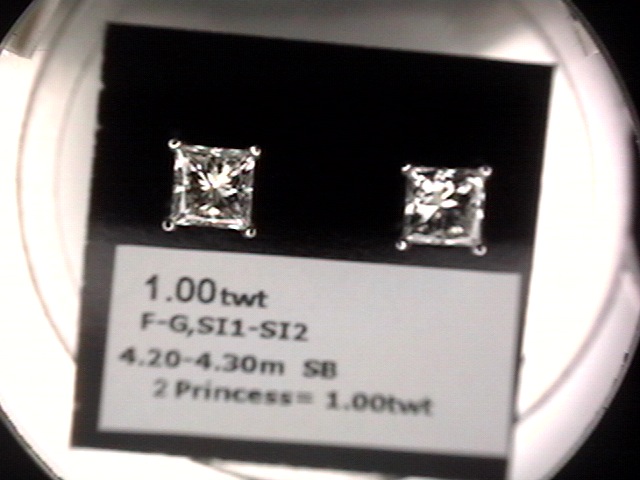 1.00twt
F-G,SI1-SI2
4.20-4.30m SB
2 Princess= 1.00twt